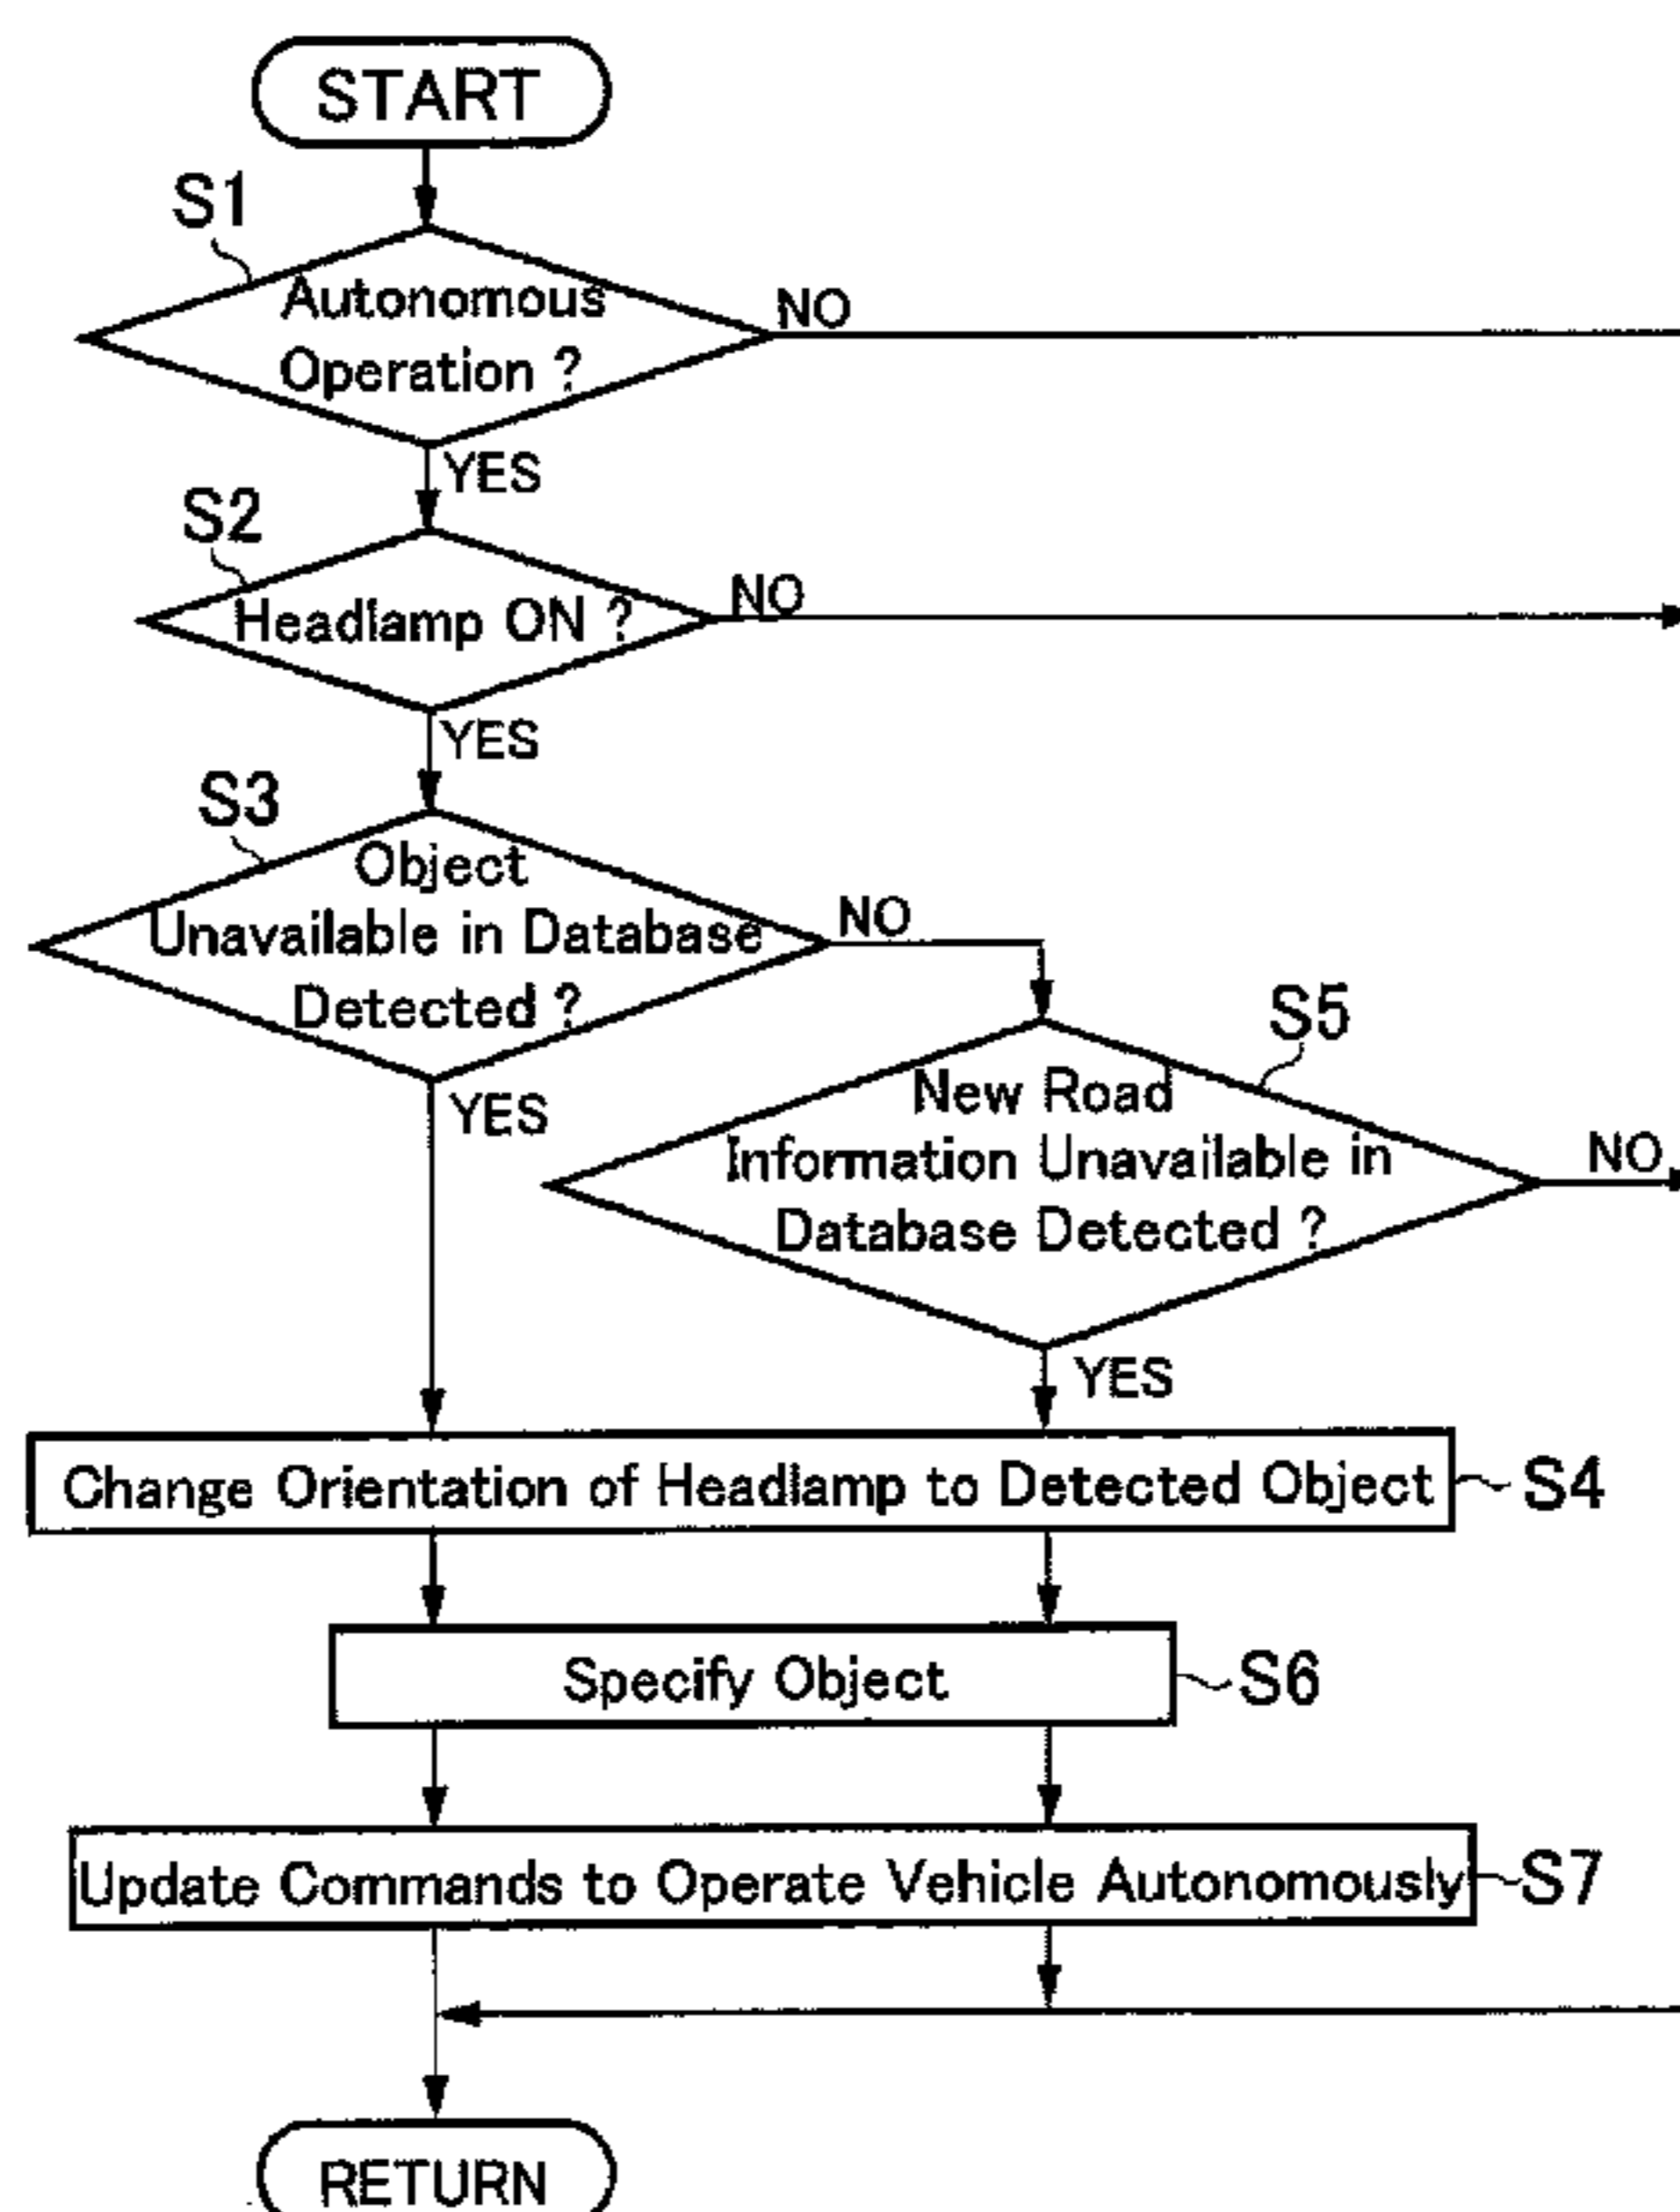 START
S1
Autonomous
Operation ?
NO
YES
S2
Headlamp ON ?
NO
YES
S3
Object
Unavailable in Database
Detected ?
NO
YES
S5
New Road
Information Unavailable in
Database Detected ?
NO
YES
Change Orientation of Headlamp to Detected Object
S4
Specify Object
S6
Update Commands to Operate Vehicle Autonomously
S7
RETURN